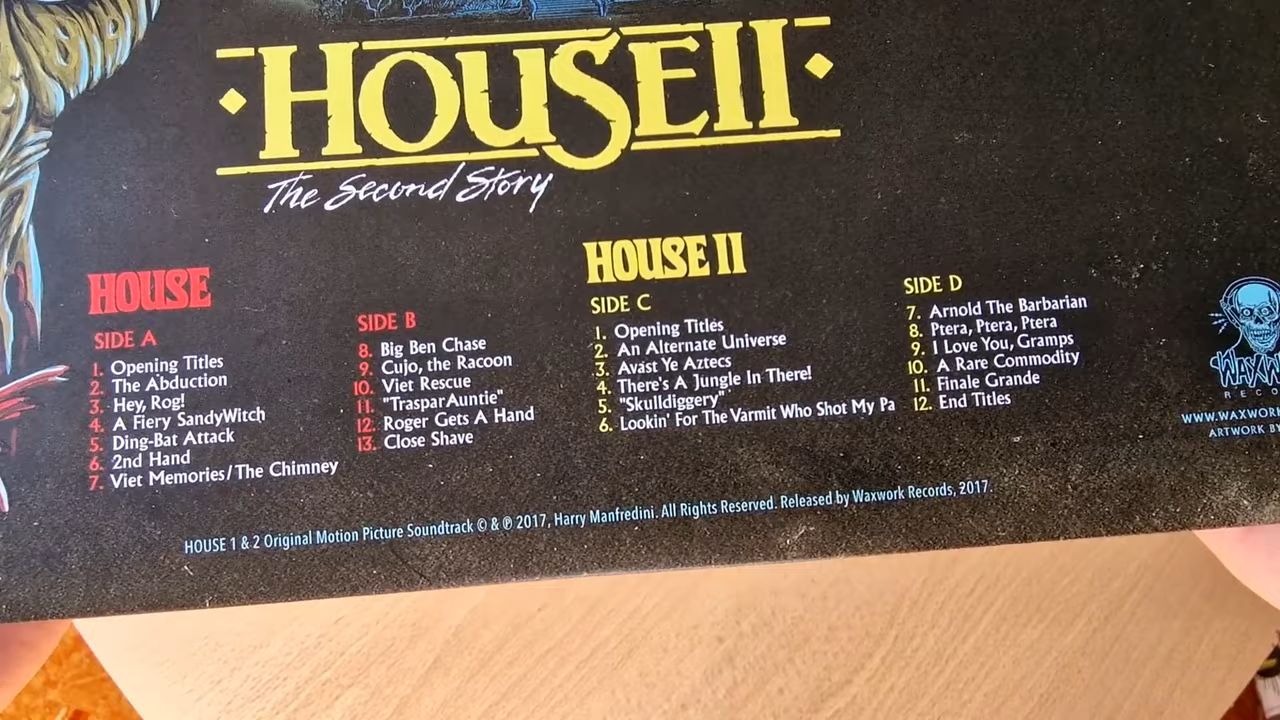 HOUSE II
The Second Story
HOUSE
SIDE A
1. Opening Titles
2. The Abduction
3. Hey, Rog!
4. A Fiery SandyWitch
5. Ding-Bat Attack
6. 2nd Hand
7. Viet Memories/The Chimney
SIDE B
8. Big Ben Chase
9. Cujo, the Racoon
10. Viet Rescue
11. "TrasparAuntie"
12. Roger Gets A Hand
13. Close Shave
HOUSE II
SIDE C
1. Opening Titles
2. An Alternate Universe
3. Avast Ye Aztecs
4. There's A Jungle In There!
5. "Skulldiggery"
6. Lookin' For The Varmit Who Shot My Pa
SIDE D
7. Arnold The Barbarian
8. Ptera, Ptera, Ptera
9. I Love You, Gramps
10. A Rare Commodity
11. Finale Grande
12. End Titles
HOUSE 1 & 2 Original Motion Picture Soundtrack © & ℗ 2017, Harry Manfredini. All Rights Reserved. Released by Waxwork Records, 2017.
ARTWORK BY